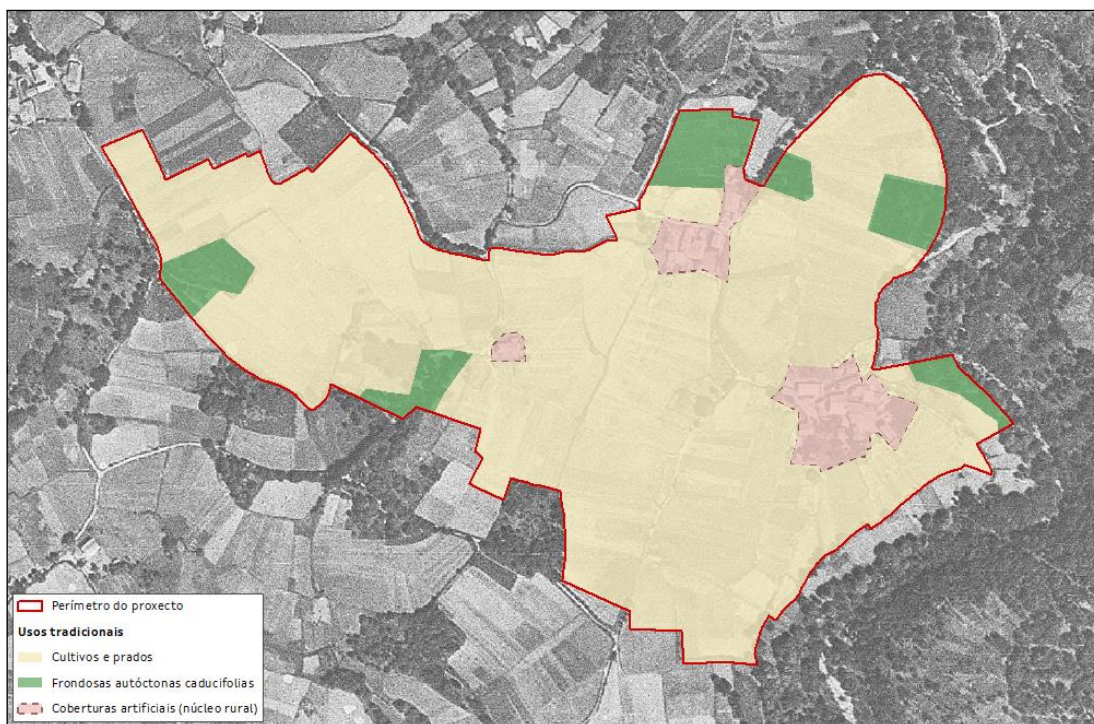 Perímetro do proxecto
Usos tradicionais
Cultivos e prados
Frondosas autóctonas caducifolias
Coberturas artificiais (núcleo rural)